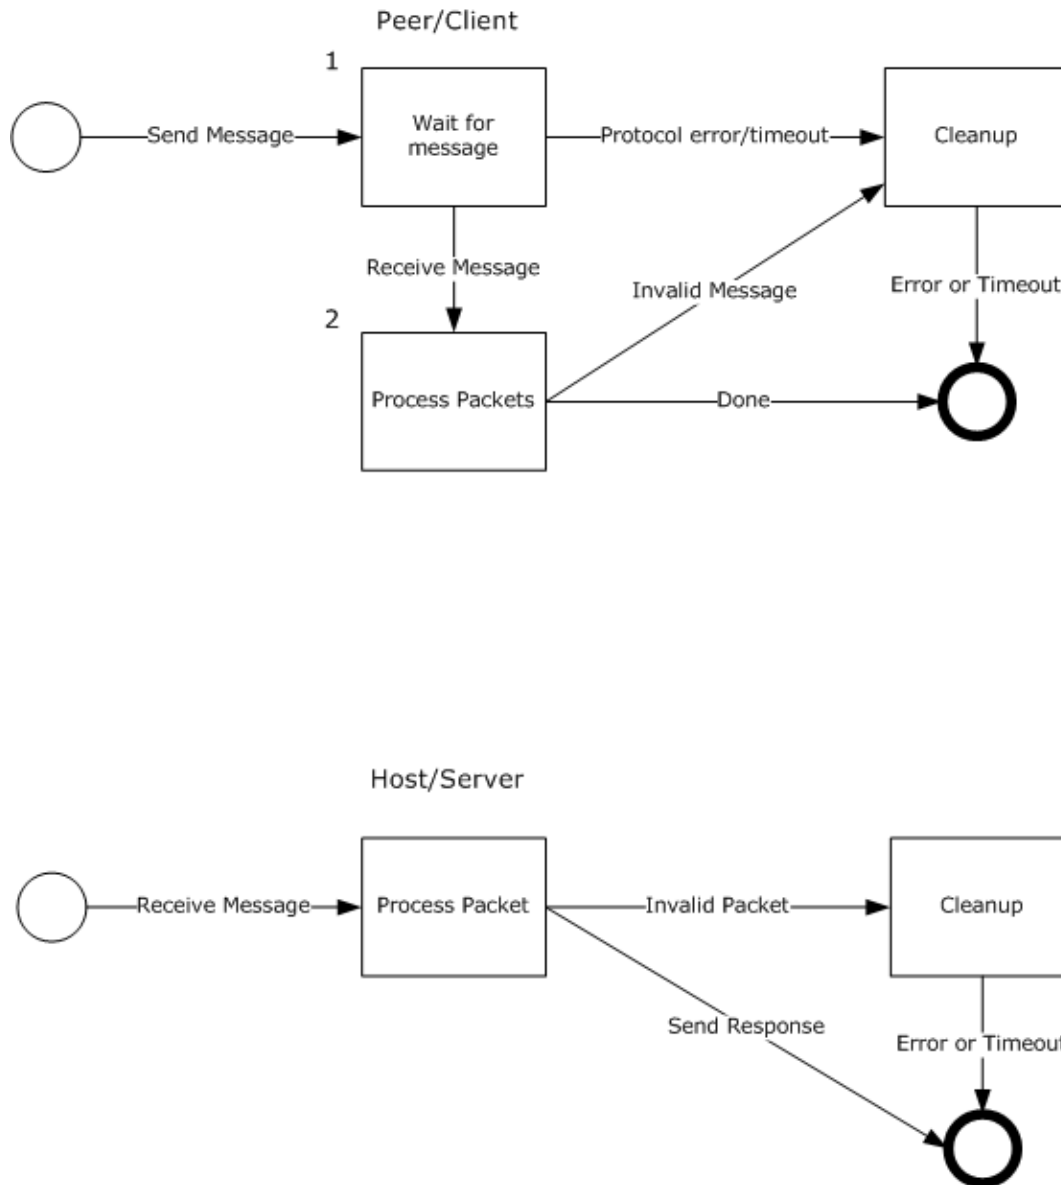 Peer/Client
1
Send Message
Wait for
message
Protocol error/timeout
Cleanup
Receive Message
Invalid Message
Error or Timeout
2
Process Packets
Done
Host/Server
Receive Message
Process Packet
Invalid Packet
Cleanup
Send Response
Error or Timeout